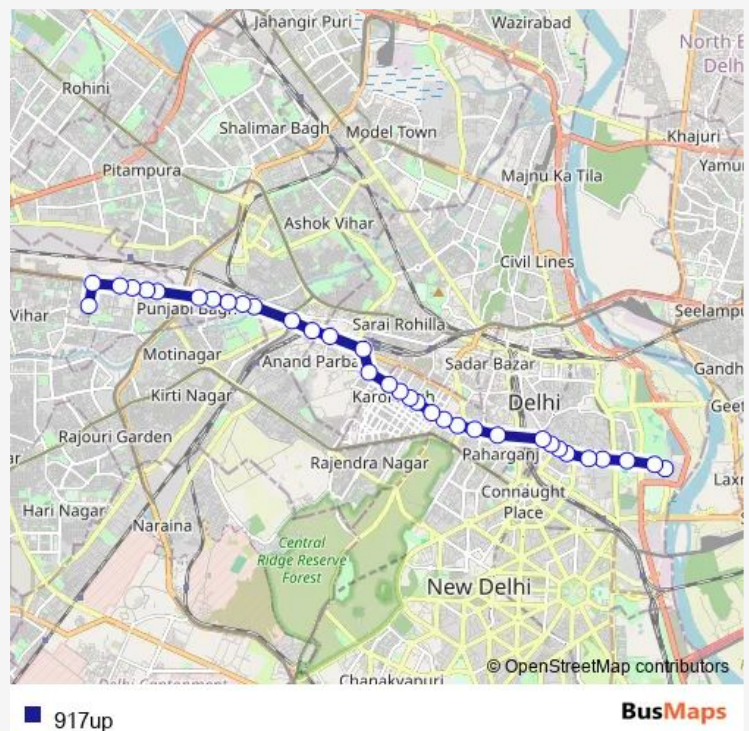 Jahangir Puri
Wazirabad
North E
Delh
Rohini
Shalimar Bagh
Model Town
Khajuri
Pitampura
Majnu Ka Tila
Yamu
Ashok Vihar
Civil Lines
Vihar
Punjabi Bagh
Sarai Rohilla
Seelampu
Motinagar
Anand Parba
Sadar Bazar
Gandh
Kirti Nagar
Delhi
Geet
Rajouri Garden
Rajendra Nagar
Paharganj
Laxm
Connaught
Place
Hari Nagar
Naraina
Central
Ridge Reserve
Forest
New Delhi
© OpenStreetMap contributors
Chanakyapuri
917up
BusMaps